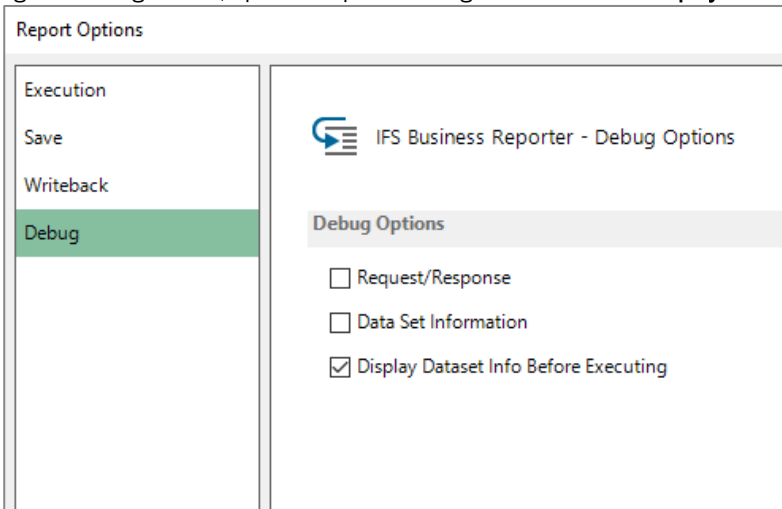 Report Options
Execution
Save
Writeback
Debug
IFS Business Reporter - Debug Options
Debug Options
Request/Response
Data Set Information
Display Dataset Info Before Executing